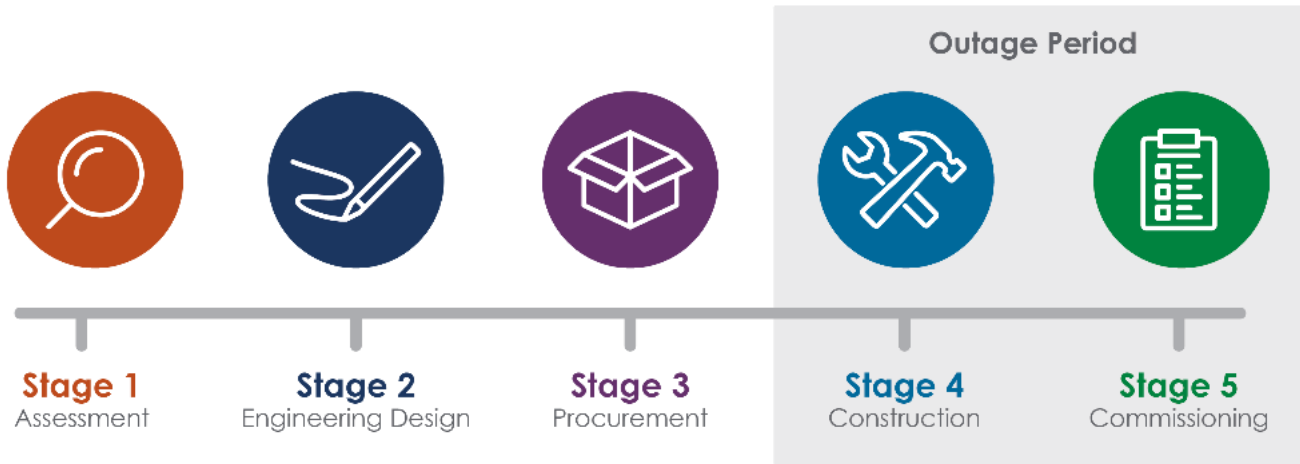 Outage Period
Stage 1
Assessment
Stage 2
Engineering Design
Stage 3
Procurement
Stage 4
Construction
Stage 5
Commissioning